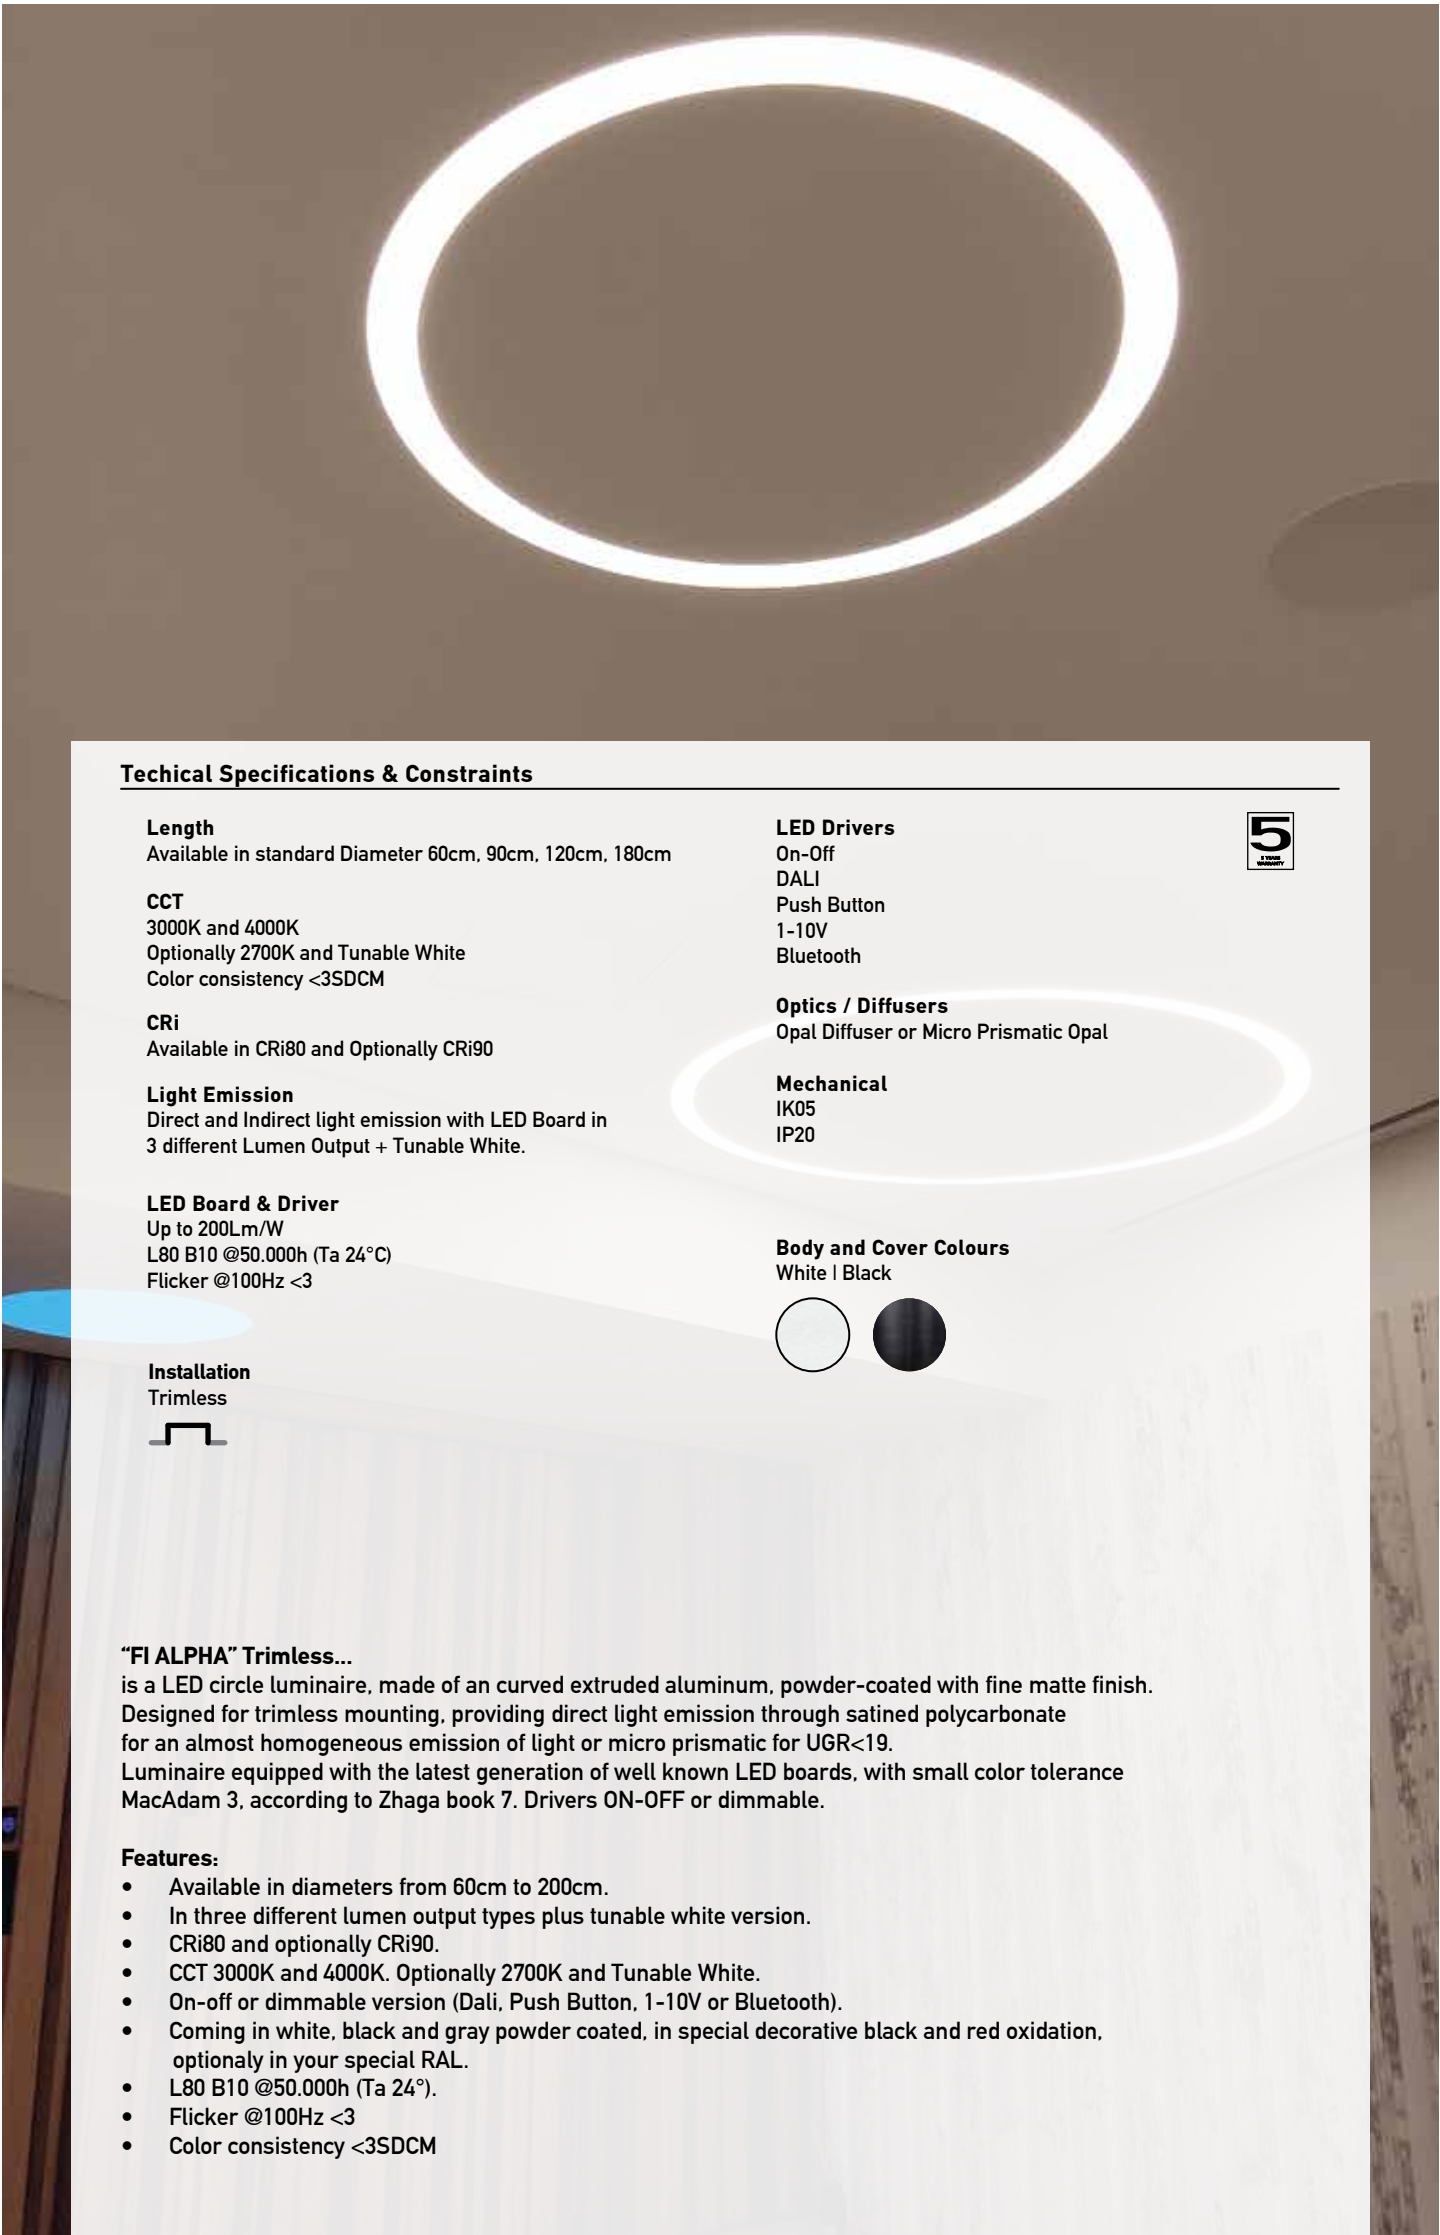 Techical Specifications & Constraints
Length
Available in standard Diameter 60cm, 90cm, 120cm, 180cm
CCT
3000K and 4000K
Optionally 2700K and Tunable White
Color consistency <3SDCM
CRi
Available in CRi80 and Optionally CRi90
Light Emission
Direct and Indirect light emission with LED Board in
3 different Lumen Output + Tunable White.
LED Board & Driver
Up to 200Lm/W
L80 B10 @50.000h (Ta 24°C)
Flicker @100Hz <3
Installation
Trimless
LED Drivers
On-Off
DALI
Push Button
1-10V
Bluetooth
Optics / Diffusers
Opal Diffuser or Micro Prismatic Opal
Mechanical
IK05
IP20
Body and Cover Colours
White | Black
5
5 YEARS
WARRANTY
“FI ALPHA” Trimless...
is a LED circle luminaire, made of an curved extruded aluminum, powder-coated with fine matte finish.
Designed for trimless mounting, providing direct light emission through satined polycarbonate
for an almost homogeneous emission of light or micro prismatic for UGR<19.
Luminaire equipped with the latest generation of well known LED boards, with small color tolerance
MacAdam 3, according to Zhaga book 7. Drivers ON-OFF or dimmable.
Features:
• Available in diameters from 60cm to 200cm.
• In three different lumen output types plus tunable white version.
• CRi80 and optionally CRi90.
• CCT 3000K and 4000K. Optionally 2700K and Tunable White.
• On-off or dimmable version (Dali, Push Button, 1-10V or Bluetooth).
• Coming in white, black and gray powder coated, in special decorative black and red oxidation,
optionaly in your special RAL.
• L80 B10 @50.000h (Ta 24°).
• Flicker @100Hz <3
• Color consistency <3SDCM